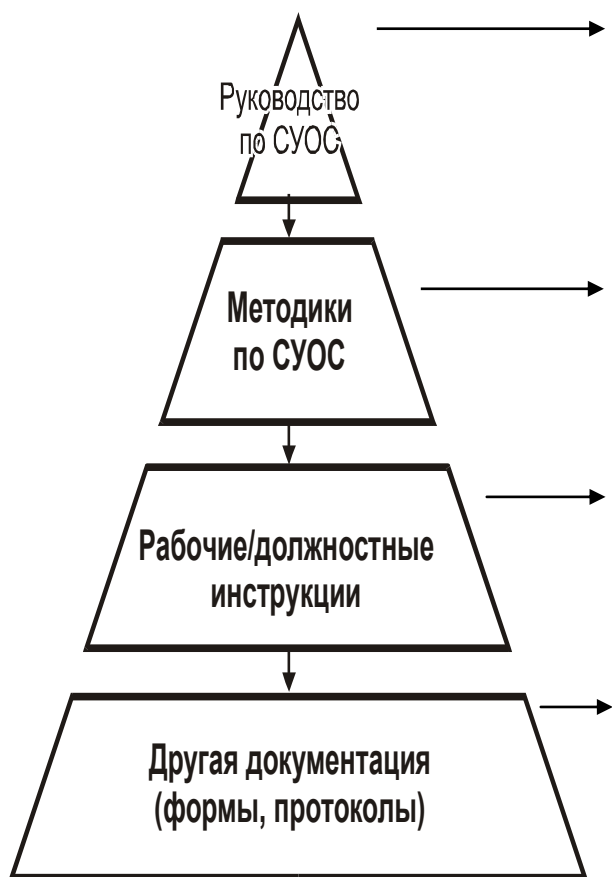 Руководство
по СУОС
Методики
по СУОС
Рабочие/должностные
инструкции
Другая документация
(формы, протоколы)